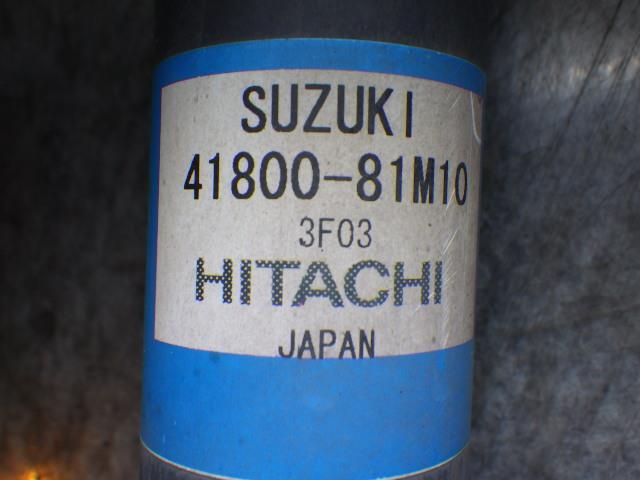 SUZUKI
41800-81M10
3F03
HITACHI
JAPAN